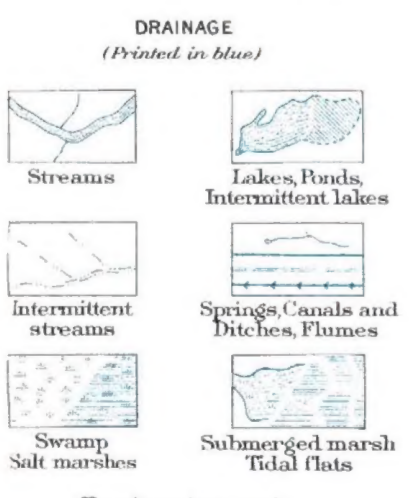 DRAINAGE
(Printed in blue)
Streams
Lakes, Ponds,
Intermittent lakes
Intermittent
streams
Springs, Canals and
Ditches, Flumes
Swamp
Salt marshes
Submerged marsh
Tidal flats